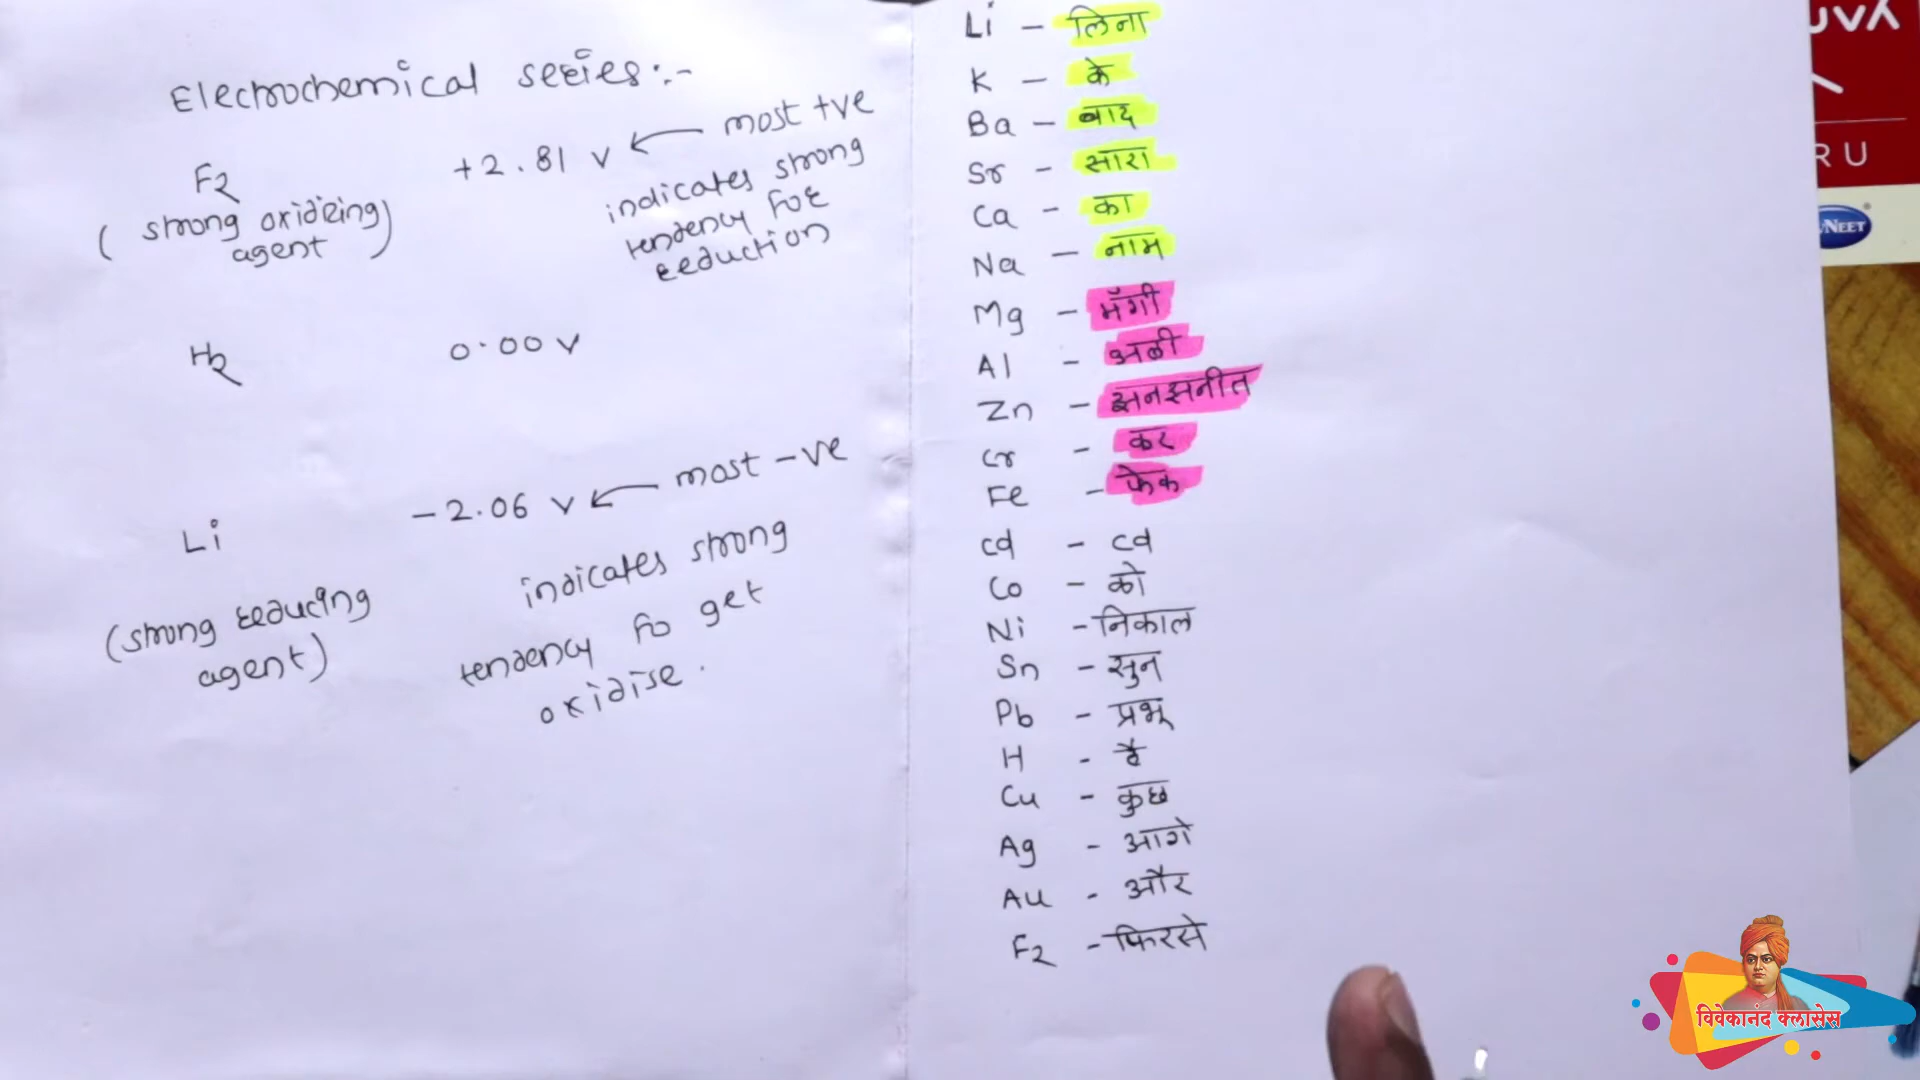 Electrochemical series:-
F2 +2.81 V ← most +ve
(strong oxidizing agent)
indicates strong
tendency for
reduction
H2 0.00 V
Li -2.06 V ← most -ve
(strong reducing
agent)
indicates strong
tendency to get
oxidise.
Li - लिना
K - के
Ba - बाद
Sr - सारा
Ca - का
Na - नाम
Mg - मॅगी
Al - अली
Zn - झनझनीत
Cr - कर
Fe - फेक
Cd - Cd
Co - को
Ni - निकाल
Sn - सुन
Pb - प्रभू
H - है
Cu - कुछ
Ag - आगे
Au - और
F2 - फिरसे
RU
NEET
विवेकानंद क्लासेस